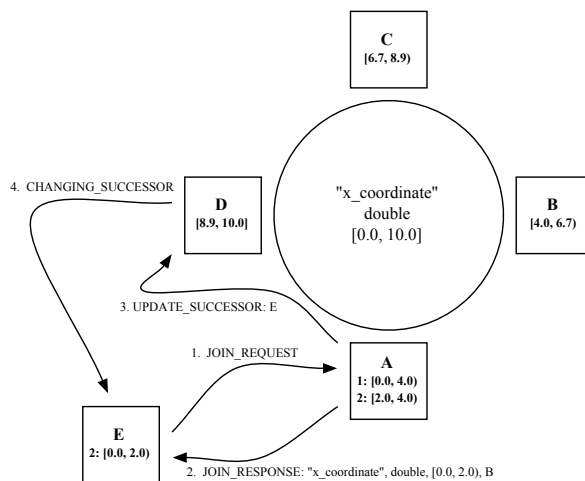 C
[6.7, 8.9)
4. CHANGING_SUCCESSOR
D
[8.9, 10.0]
"x_coordinate"
double
[0.0, 10.0]
B
[4.0, 6.7)
3. UPDATE_SUCCESSOR: E
1. JOIN_REQUEST
A
1: [0.0, 4.0)
2: [2.0, 4.0)
E
2: [0.0, 2.0)
2. JOIN_RESPONSE: "x_coordinate", double, [0.0, 2.0), B